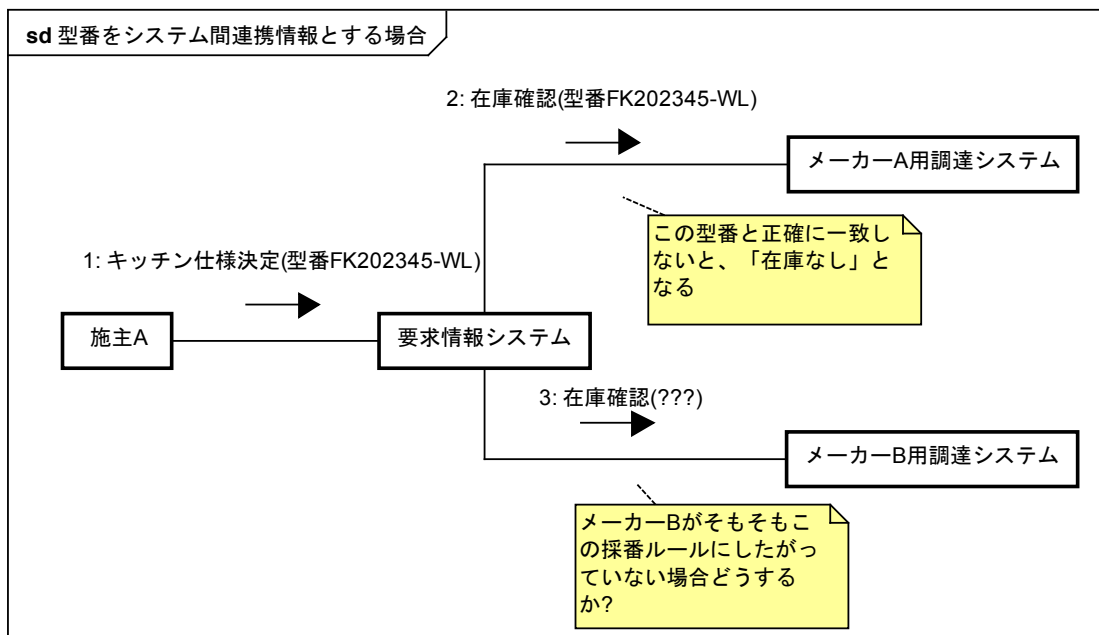 sd 型番をシステム間連携情報とする場合
2: 在庫確認(型番FK202345-WL)
メーカーA用調達システム
この型番と正確に一致し
ないと、「在庫なし」と
なる
1: キッチン仕様決定(型番FK202345-WL)
施主A
要求情報システム
3: 在庫確認(???)
メーカーB用調達システム
メーカーBがそもそもこ
の採番ルールにしたがっ
ていない場合どうする
か?